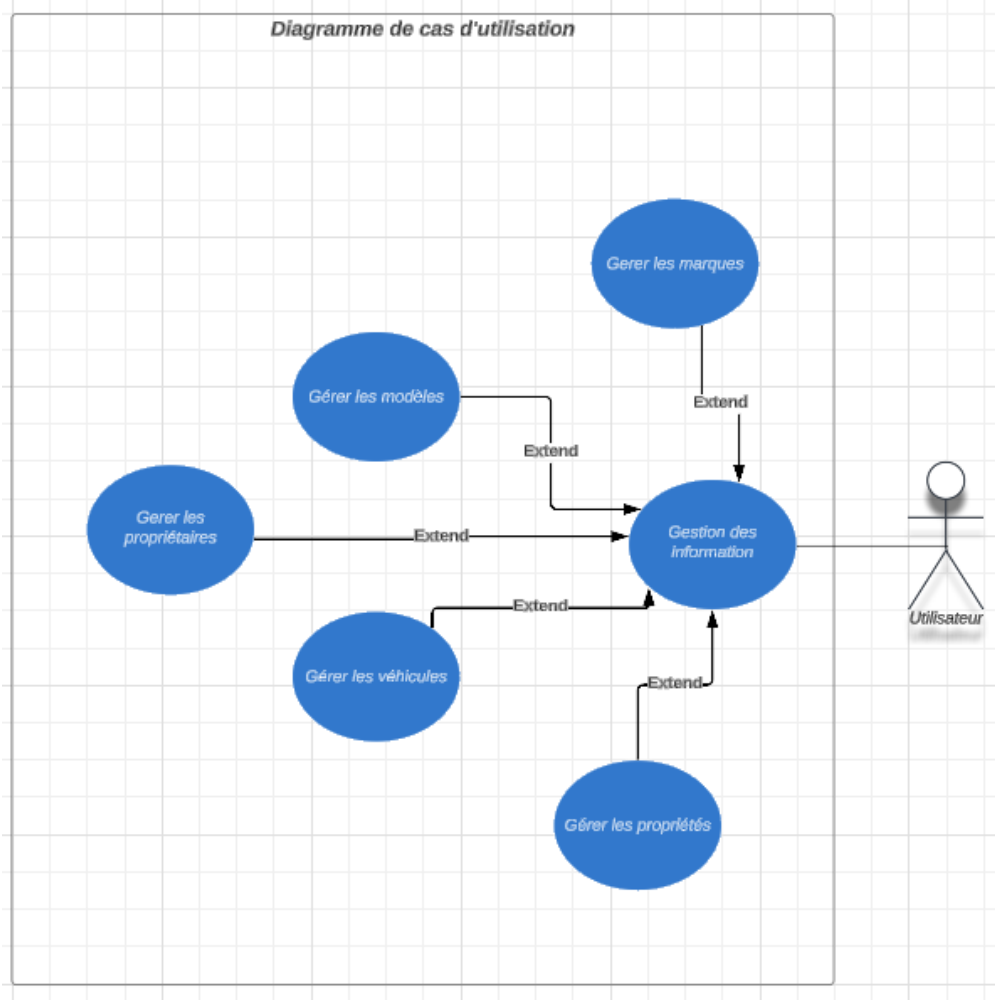 Diagramme de cas d'utilisation
Gerer les marques
Gérer les modèles
Extend
Extend
Gerer les
propriétaires
Extend
Gestion des
information
Extend
Utilisateur
Gérer les véhicules
Extend
Gérer les propriétés